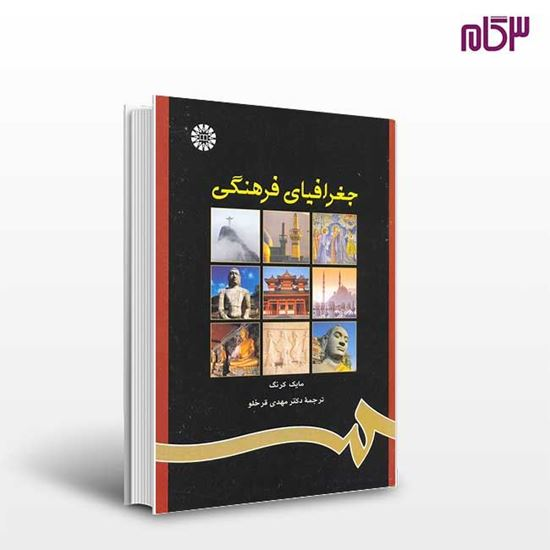 ۳گام
جغرافیای فرهنگی
مایک کرنگ
ترجمهٔ دکتر مهدی قرخلو